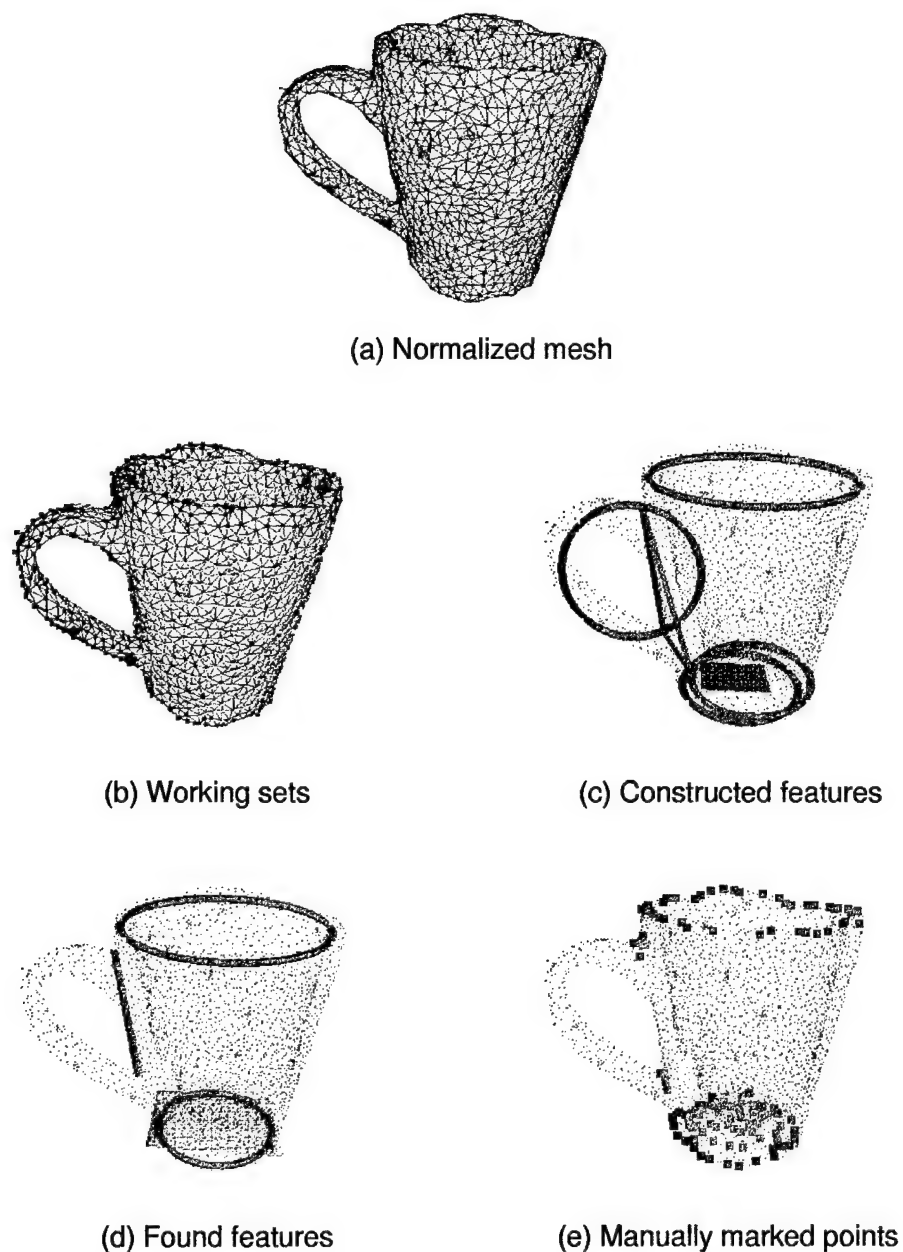 (a) Normalized mesh
(b) Working sets
(c) Constructed features
(d) Found features
(e) Manually marked points